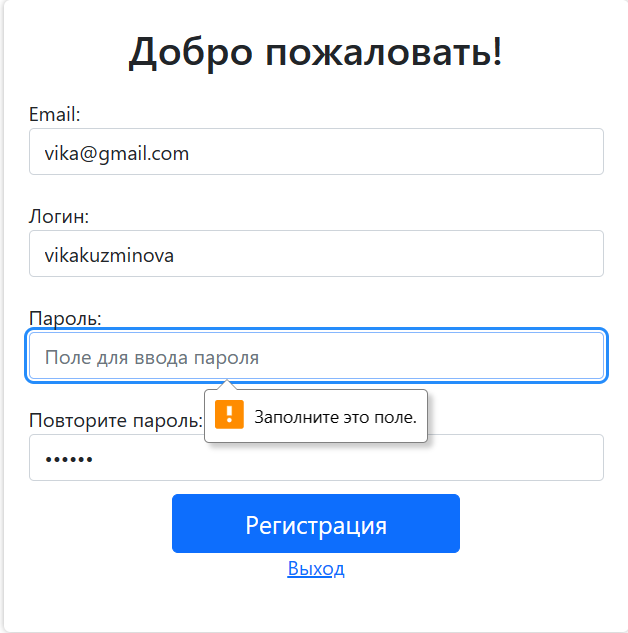 Добро пожаловать!
Email:
vika@gmail.com
Логин:
vikakuzminova
Пароль:
Поле для ввода пароля
Заполните это поле.
Повторите пароль:
••••••
Регистрация
Выход